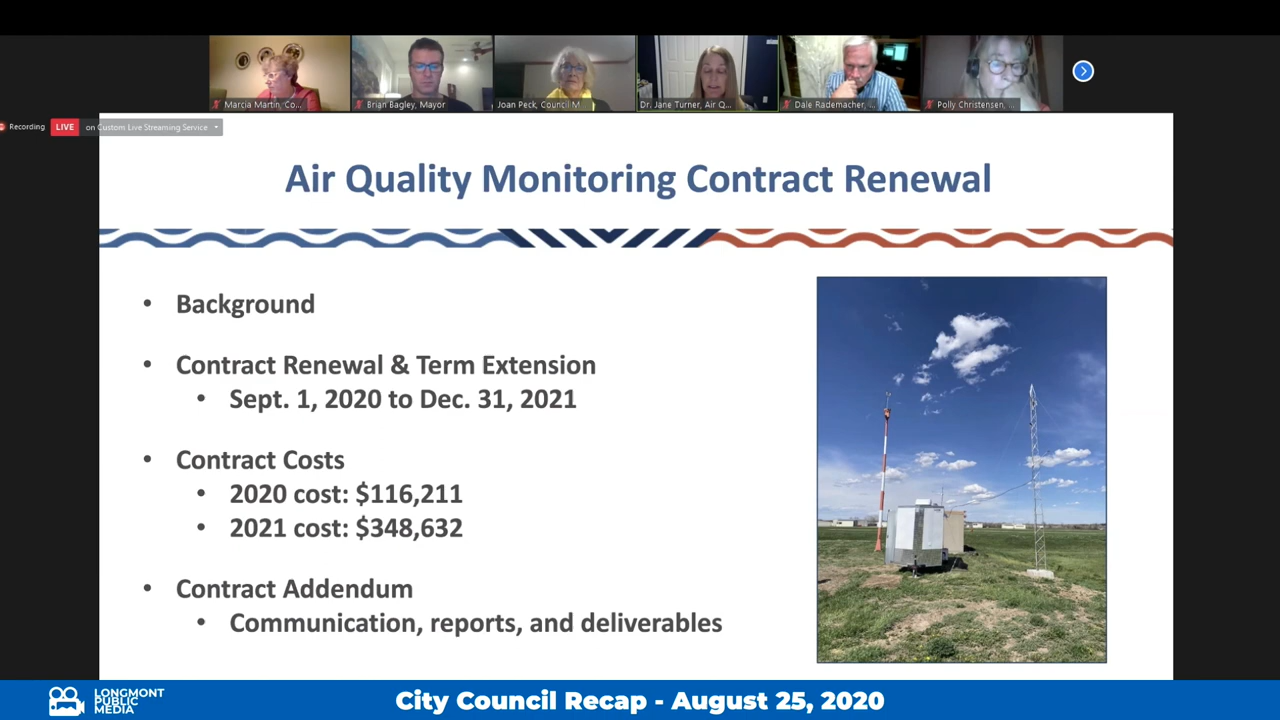 Marcia Martin, Co...
Brian Bagley, Mayor
Joan Peck, Council M...
Dr. Jane Turner, Air Q...
Dale Rademacher, ...
Polly Christensen, ...
Recording
LIVE
on Custom Live Streaming Service
Air Quality Monitoring Contract Renewal
• Background
• Contract Renewal & Term Extension
• Sept. 1, 2020 to Dec. 31, 2021
• Contract Costs
• 2020 cost: $116,211
• 2021 cost: $348,632
• Contract Addendum
• Communication, reports, and deliverables
LONGMONT
PUBLIC
MEDIA
City Council Recap - August 25, 2020